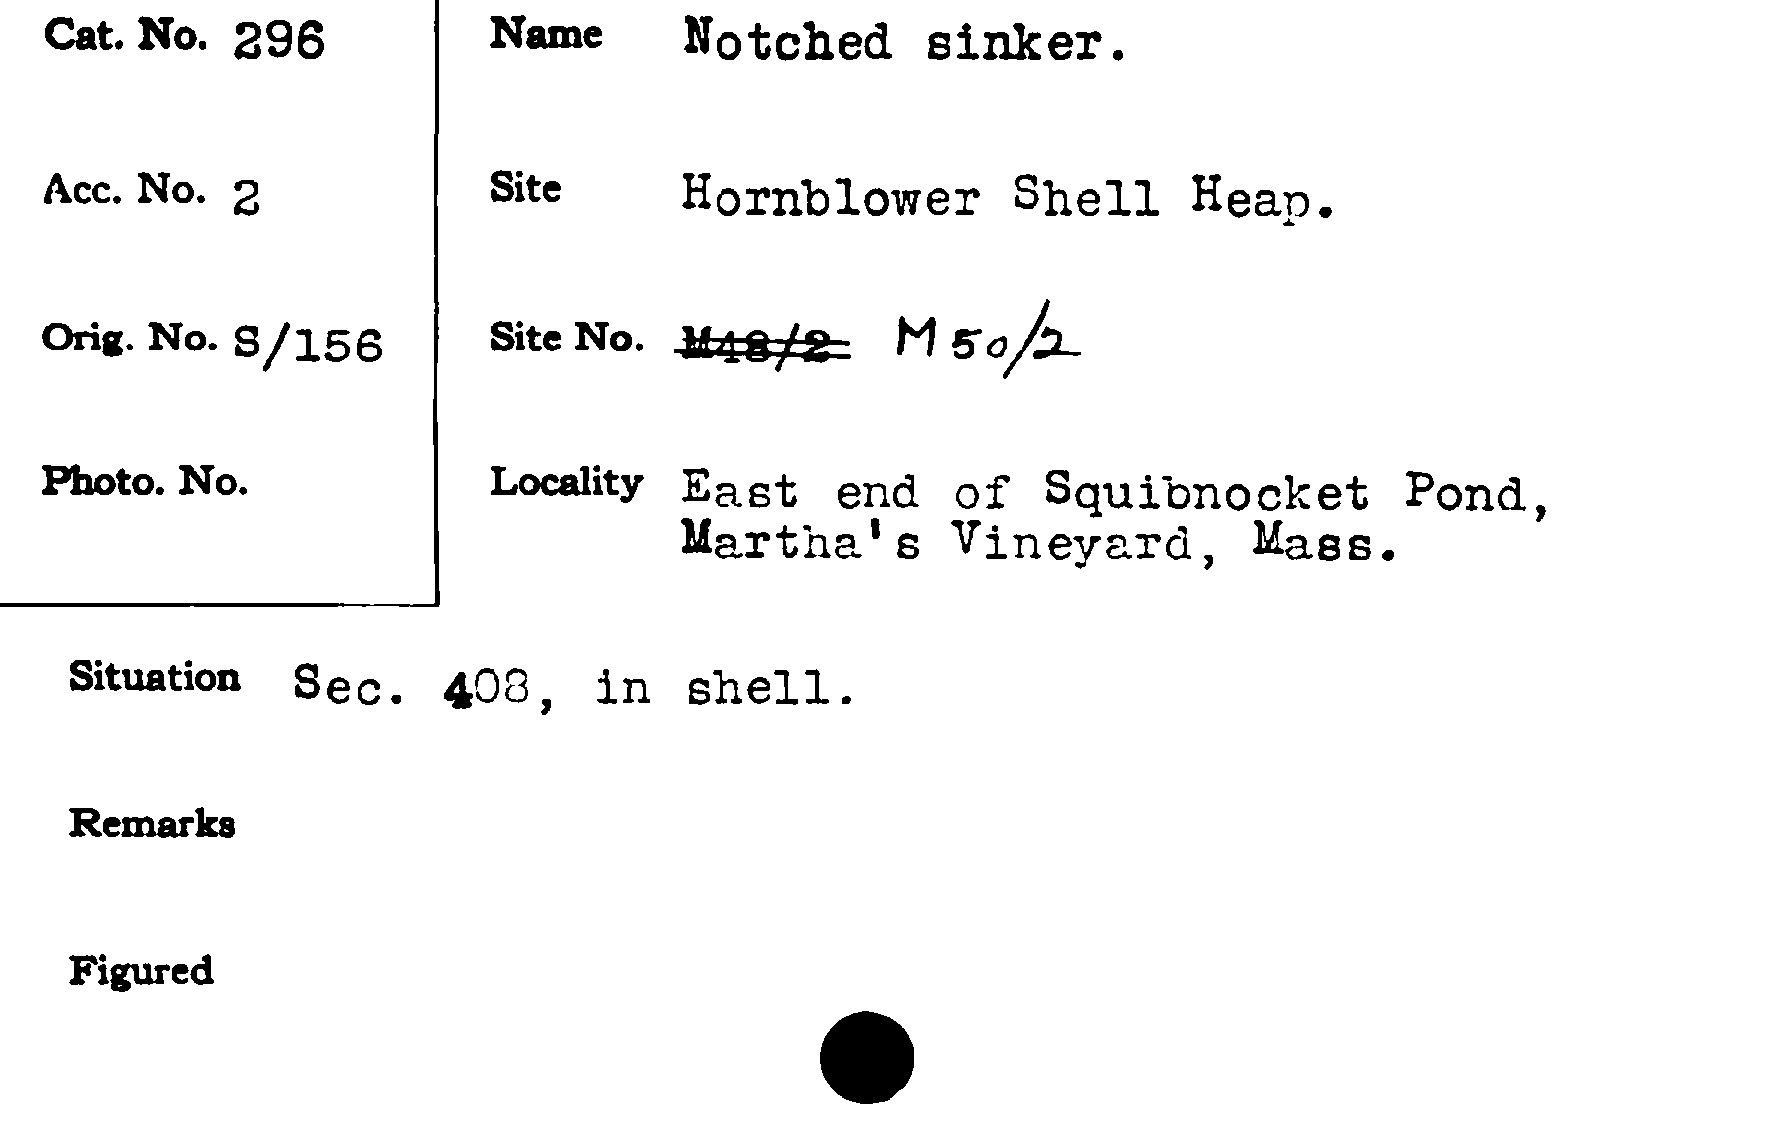 Cat. No. 296
Name Notched sinker.
Acc. No. 2
Site Hornblower Shell Heap.
Orig. No. S/156
Site No. M48/2 M50/2
Photo. No.
Locality East end of Squibnocket Pond,
Martha's Vineyard, Mass.
Situation Sec. 408, in shell.
Remarks
Figured